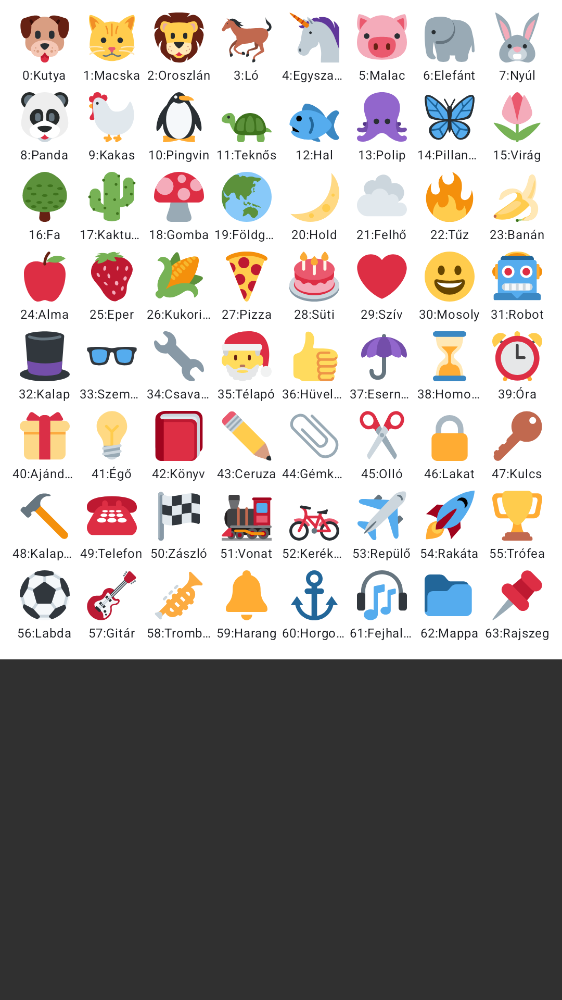 0:Kutya 1:Macska 2:Oroszlán 3:Ló 4:Egysza… 5:Malac 6:Elefánt 7:Nyúl
8:Panda 9:Kakas 10:Pingvin 11:Teknős 12:Hal 13:Polip 14:Pillan… 15:Virág
16:Fa 17:Kaktu… 18:Gomba 19:Földg… 20:Hold 21:Felhő 22:Tűz 23:Banán
24:Alma 25:Eper 26:Kukori… 27:Pizza 28:Süti 29:Szív 30:Mosoly 31:Robot
32:Kalap 33:Szem… 34:Csava… 35:Télapó 36:Hüvel… 37:Esern… 38:Homo… 39:Óra
40:Ajánd… 41:Égő 42:Könyv 43:Ceruza 44:Gémk… 45:Olló 46:Lakat 47:Kulcs
48:Kalap… 49:Telefon 50:Zászló 51:Vonat 52:Kerék… 53:Repülő 54:Rakáta 55:Trófea
56:Labda 57:Gitár 58:Tromb… 59:Harang 60:Horgo… 61:Fejhal… 62:Mappa 63:Rajszeg